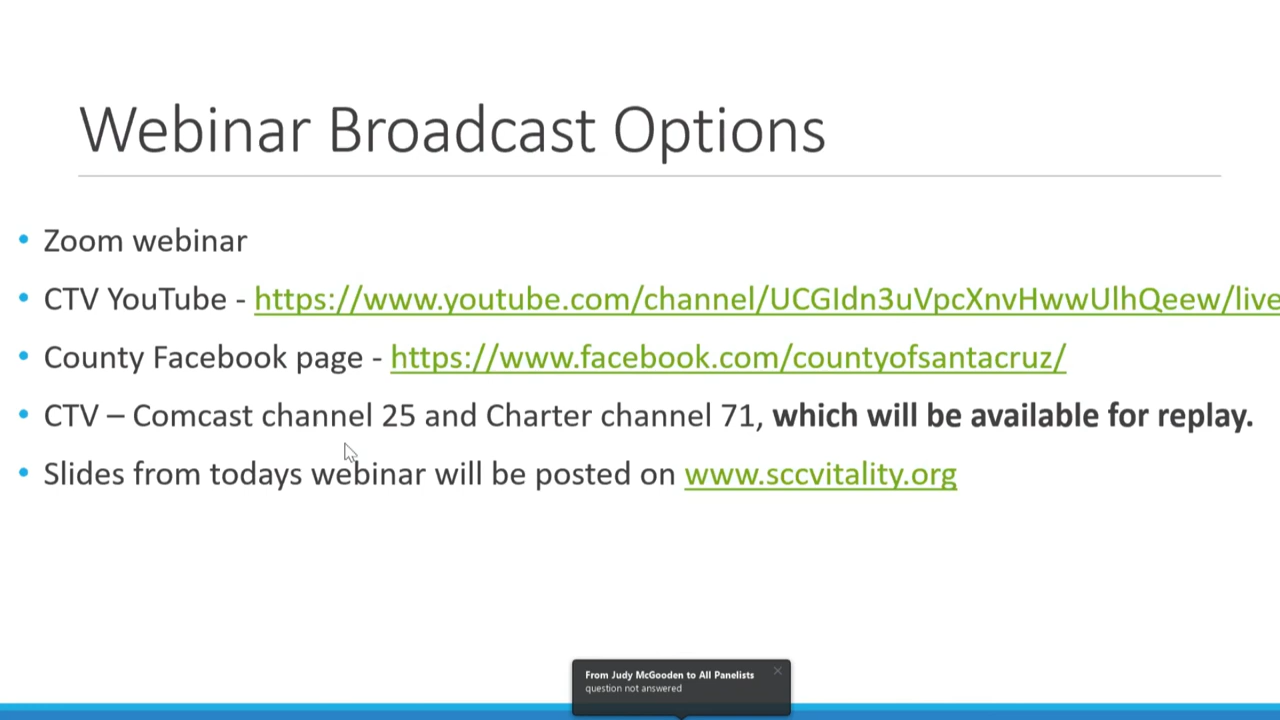 Webinar Broadcast Options
• Zoom webinar
• CTV YouTube - https://www.youtube.com/channel/UCGIdn3uVpcXnvHwwUlhQeew/live
• County Facebook page - https://www.facebook.com/countyofsantacruz/
• CTV – Comcast channel 25 and Charter channel 71, which will be available for replay.
• Slides from todays webinar will be posted on www.sccvitality.org
From Judy McGooden to All Panelists
question not answered